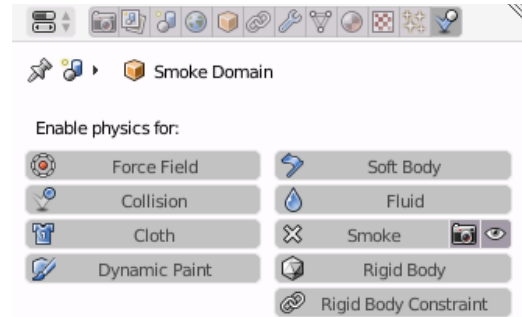 Smoke Domain
Enable physics for:
Force Field
Soft Body
Collision
Fluid
Cloth
Smoke
Dynamic Paint
Rigid Body
Rigid Body Constraint